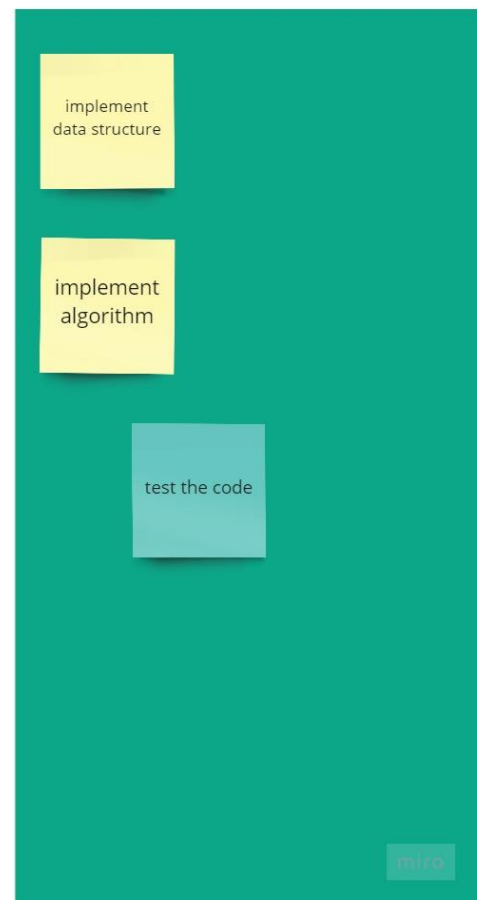 implement
data structure
implement
algorithm
test the code
miro